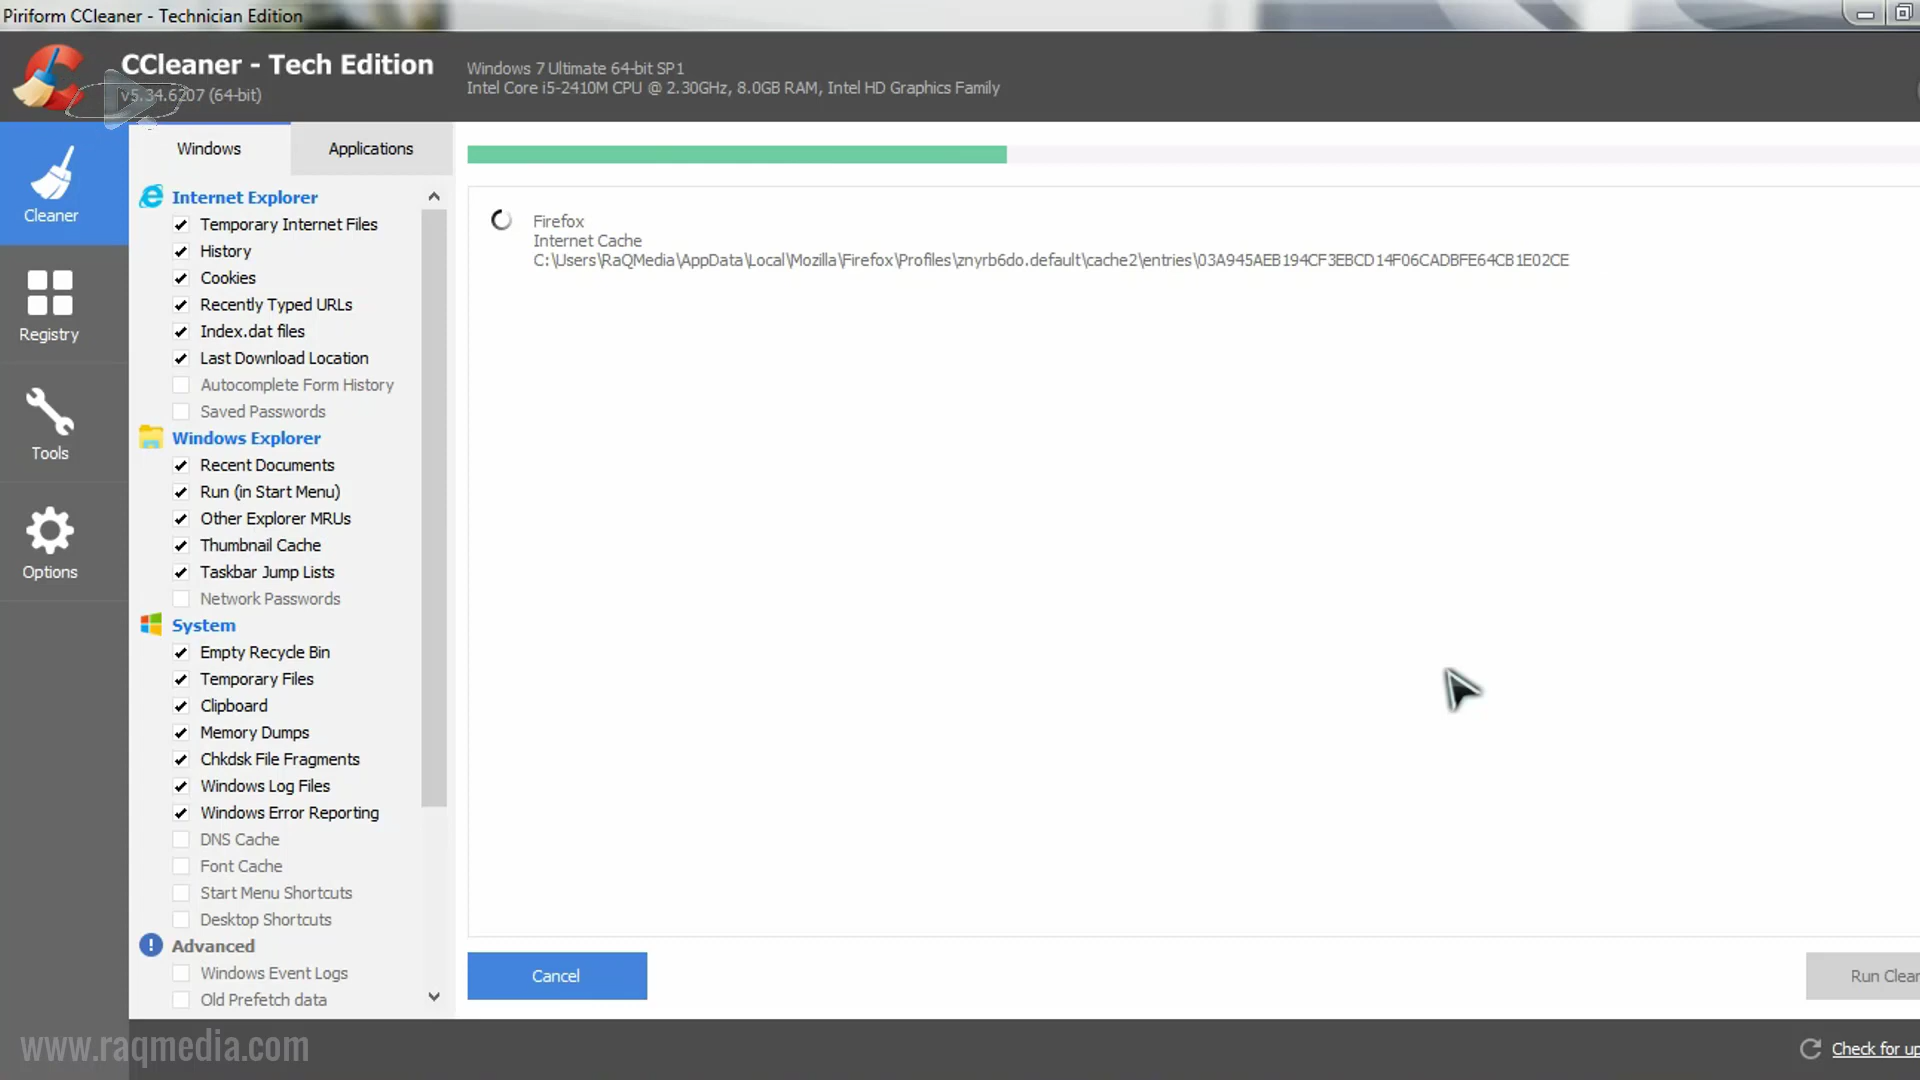 Piriform CCleaner - Technician Edition
CCleaner - Tech Edition
v5.34.6207 (64-bit)
Windows 7 Ultimate 64-bit SP1
Intel Core i5-2410M CPU @ 2.30GHz, 8.0GB RAM, Intel HD Graphics Family
Cleaner
Registry
Tools
Options
Windows
Applications
Internet Explorer
Temporary Internet Files
History
Cookies
Recently Typed URLs
Index.dat files
Last Download Location
Autocomplete Form History
Saved Passwords
Windows Explorer
Recent Documents
Run (in Start Menu)
Other Explorer MRUs
Thumbnail Cache
Taskbar Jump Lists
Network Passwords
System
Empty Recycle Bin
Temporary Files
Clipboard
Memory Dumps
Chkdsk File Fragments
Windows Log Files
Windows Error Reporting
DNS Cache
Font Cache
Start Menu Shortcuts
Desktop Shortcuts
Advanced
Windows Event Logs
Old Prefetch data
Firefox
Internet Cache
C:\Users\RaQMedia\AppData\Local\Mozilla\Firefox\Profiles\znyrb6do.default\cache2\entries\03A945AEB194CF3EBCD14F06CADBFE64CB1E02CE
Cancel
Run Clear
www.raqmedia.com
Check for up